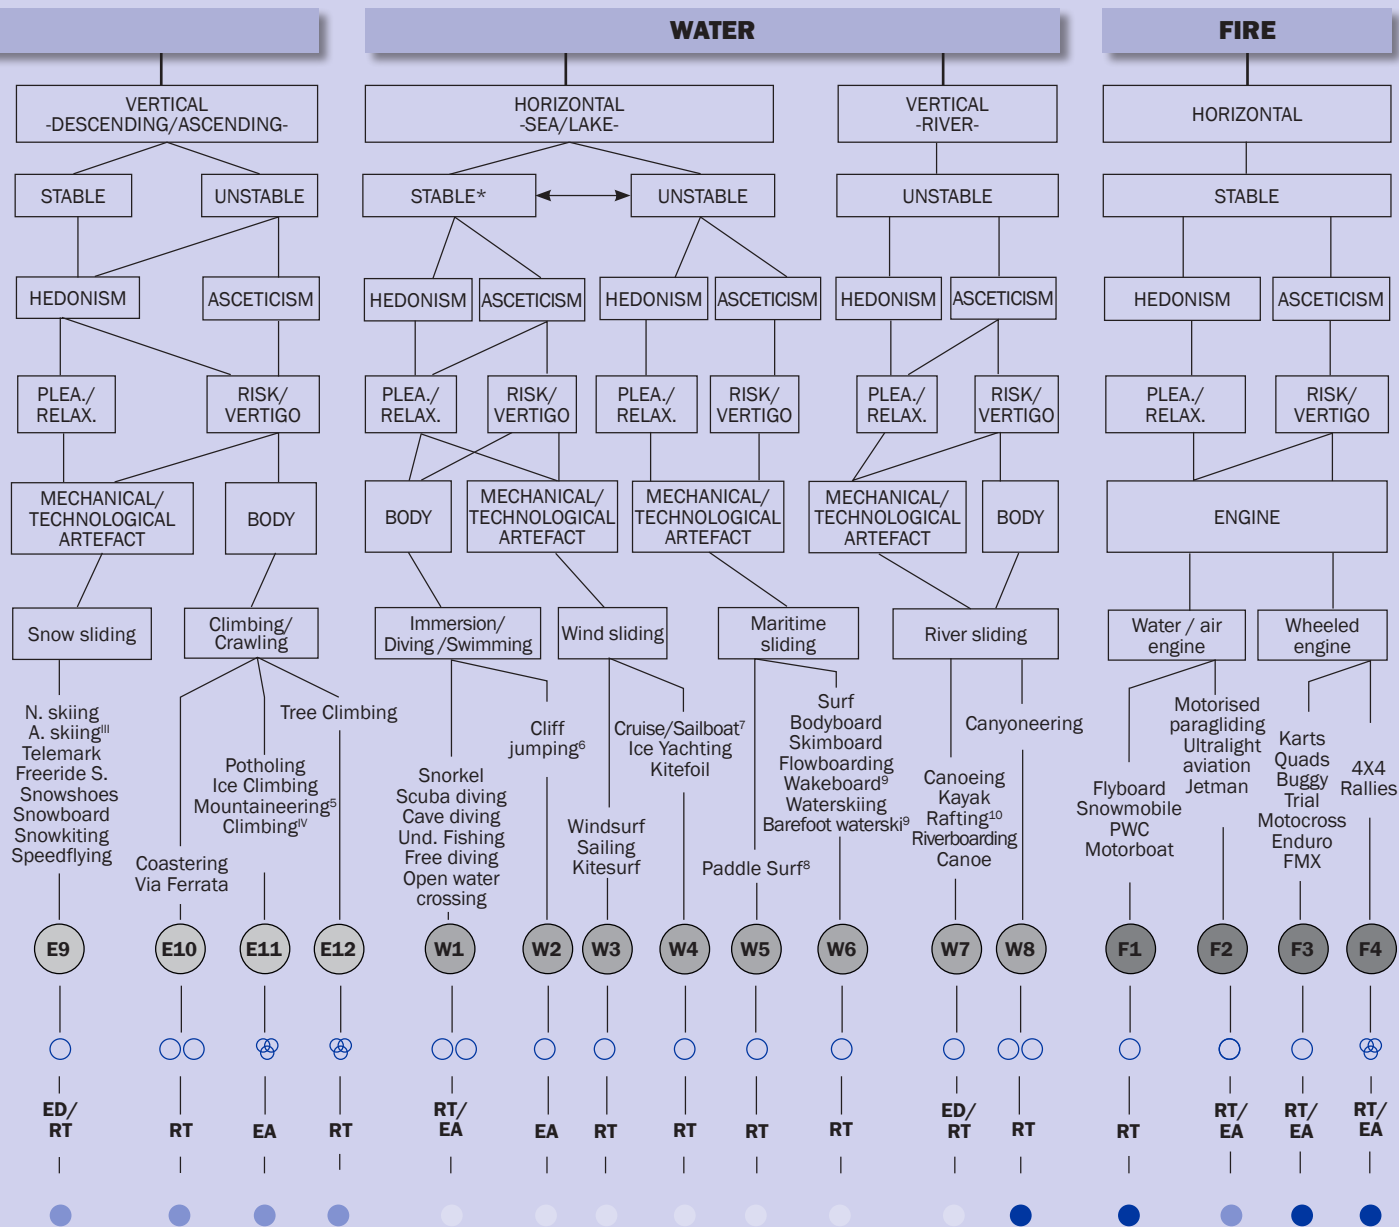 WATER
FIRE
VERTICAL
-DESCENDING/ASCENDING-
HORIZONTAL
-SEA/LAKE-
VERTICAL
-RIVER-
HORIZONTAL
STABLE
UNSTABLE
STABLE*
UNSTABLE
UNSTABLE
STABLE
HEDONISM
ASCETICISM
HEDONISM
ASCETICISM
HEDONISM
ASCETICISM
HEDONISM
ASCETICISM
HEDONISM
ASCETICISM
PLEA./
RELAX.
RISK/
VERTIGO
PLEA./
RELAX.
RISK/
VERTIGO
PLEA./
RELAX.
RISK/
VERTIGO
PLEA./
RELAX.
RISK/
VERTIGO
PLEA./
RELAX.
RISK/
VERTIGO
MECHANICAL/
TECHNOLOGICAL
ARTEFACT
BODY
BODY
MECHANICAL/
TECHNOLOGICAL
ARTEFACT
MECHANICAL/
TECHNOLOGICAL
ARTEFACT
MECHANICAL/
TECHNOLOGICAL
ARTEFACT
BODY
ENGINE
Snow sliding
Climbing/
Crawling
Immersion/
Diving /Swimming
Wind sliding
Maritime
sliding
River sliding
Water / air
engine
Wheeled
engine
N. skiing
A. skiingIII
Telemark
Freeride S.
Snowshoes
Snowboard
Snowkiting
Speedflying
Coastering
Via Ferrata
Potholing
Ice Climbing
Mountaineering5
ClimbingIV
Tree Climbing
Snorkel
Scuba diving
Cave diving
Und. Fishing
Free diving
Open water
crossing
Cliff
jumping6
Windsurf
Sailing
Kitesurf
Cruise/Sailboat7
Ice Yachting
Kitefoil
Paddle Surf8
Surf
Bodyboard
Skimboard
Flowboarding
Wakeboard9
Waterskiing
Barefoot waterski9
Canoeing
Kayak
Rafting10
Riverboarding
Canoe
Canyoneering
Flyboard
Snowmobile
PWC
Motorboat
Motorised
paragliding
Ultralight
aviation
Jetman
Karts
Quads
Buggy
Trial
Motocross
Enduro
FMX
4X4
Rallies
E9
E10
E11
E12
W1
W2
W3
W4
W5
W6
W7
W8
F1
F2
F3
F4
ED/
RT
RT
EA
RT
RT/
EA
EA
RT
RT
RT
RT
ED/
RT
RT
RT
RT/
EA
RT/
EA
RT/
EA